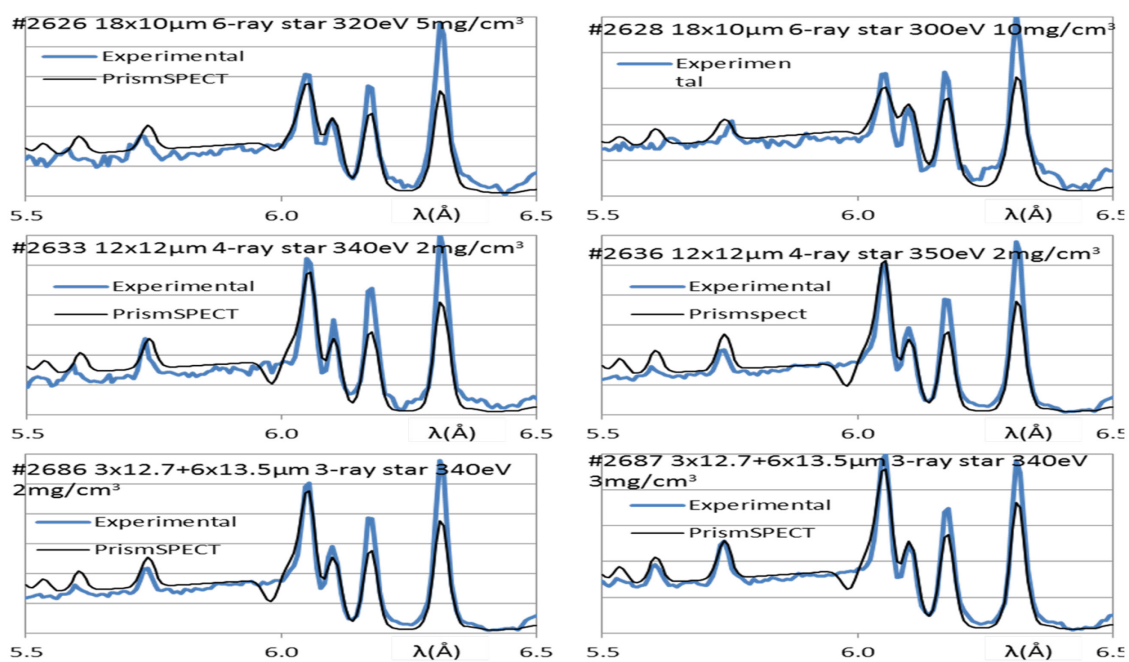 #2626 18x10µm 6-ray star 320eV 5mg/cm³
Experimental
PrismSPECT
5.5
6.0
λ(Å)
6.5
#2628 18x10µm 6-ray star 300eV 10mg/cm³
Experimen
tal
5.5
6.0
λ(Å)
6.5
#2633 12x12µm 4-ray star 340eV 2mg/cm³
Experimental
PrismSPECT
5.5
6.0
λ(Å)
6.5
#2636 12x12µm 4-ray star 350eV 2mg/cm³
Experimental
Prismspect
5.5
6.0
λ(Å)
6.5
#2686 3x12.7+6x13.5µm 3-ray star 340eV
2mg/cm³
Experimental
PrismSPECT
5.5
6.0
λ(Å)
6.5
#2687 3x12.7+6x13.5µm 3-ray star 340eV
3mg/cm³
Experimental
PrismSPECT
5.5
6.0
λ(Å)
6.5